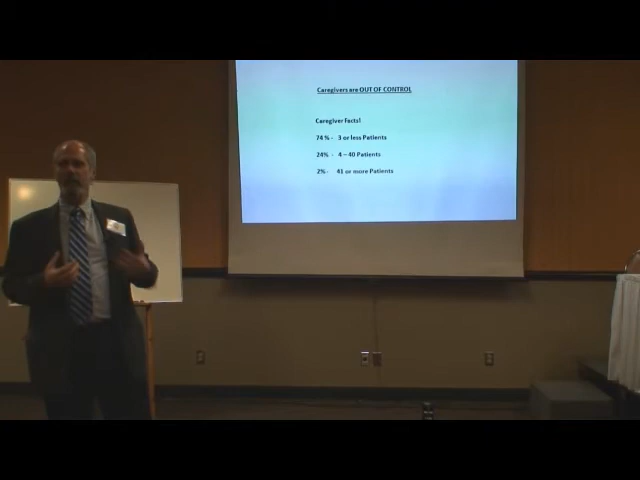 Caregivers are OUT OF CONTROL
Caregiver Facts!
74 % - 3 or less Patients
24% - 4 – 40 Patients
2% - 41 or more Patients